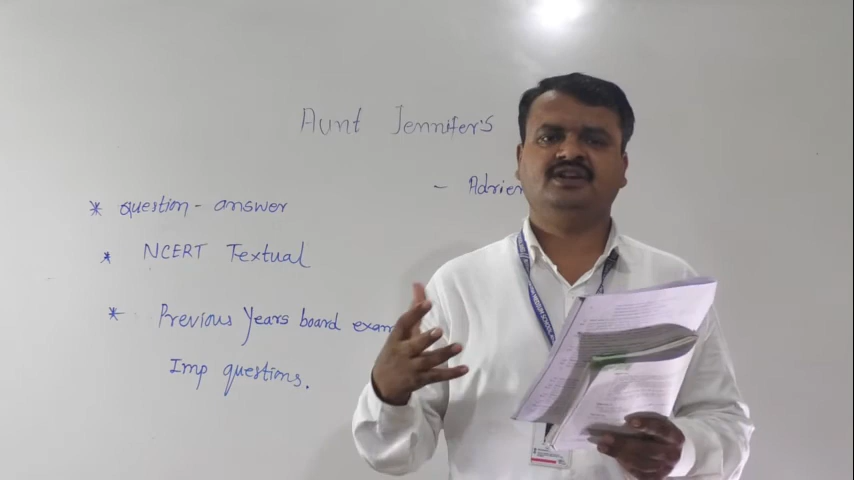 Aunt Jennifer's
- Adrien
* question - answer
* NCERT Textual
* Previous Years board exam
Imp questions.